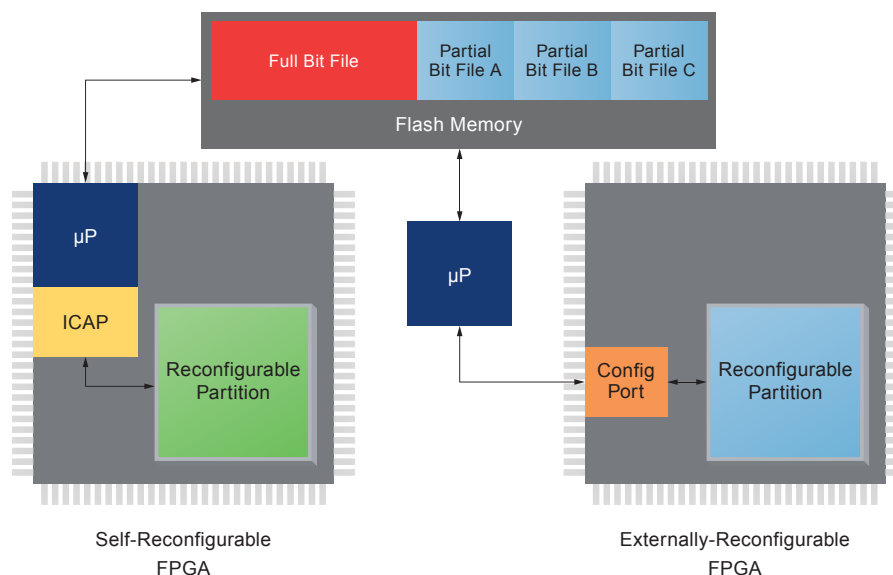 Full Bit File
Partial
Bit File A
Partial
Bit File B
Partial
Bit File C
Flash Memory
µP
ICAP
Reconfigurable
Partition
µP
Config
Port
Reconfigurable
Partition
Self-Reconfigurable
FPGA
Externally-Reconfigurable
FPGA